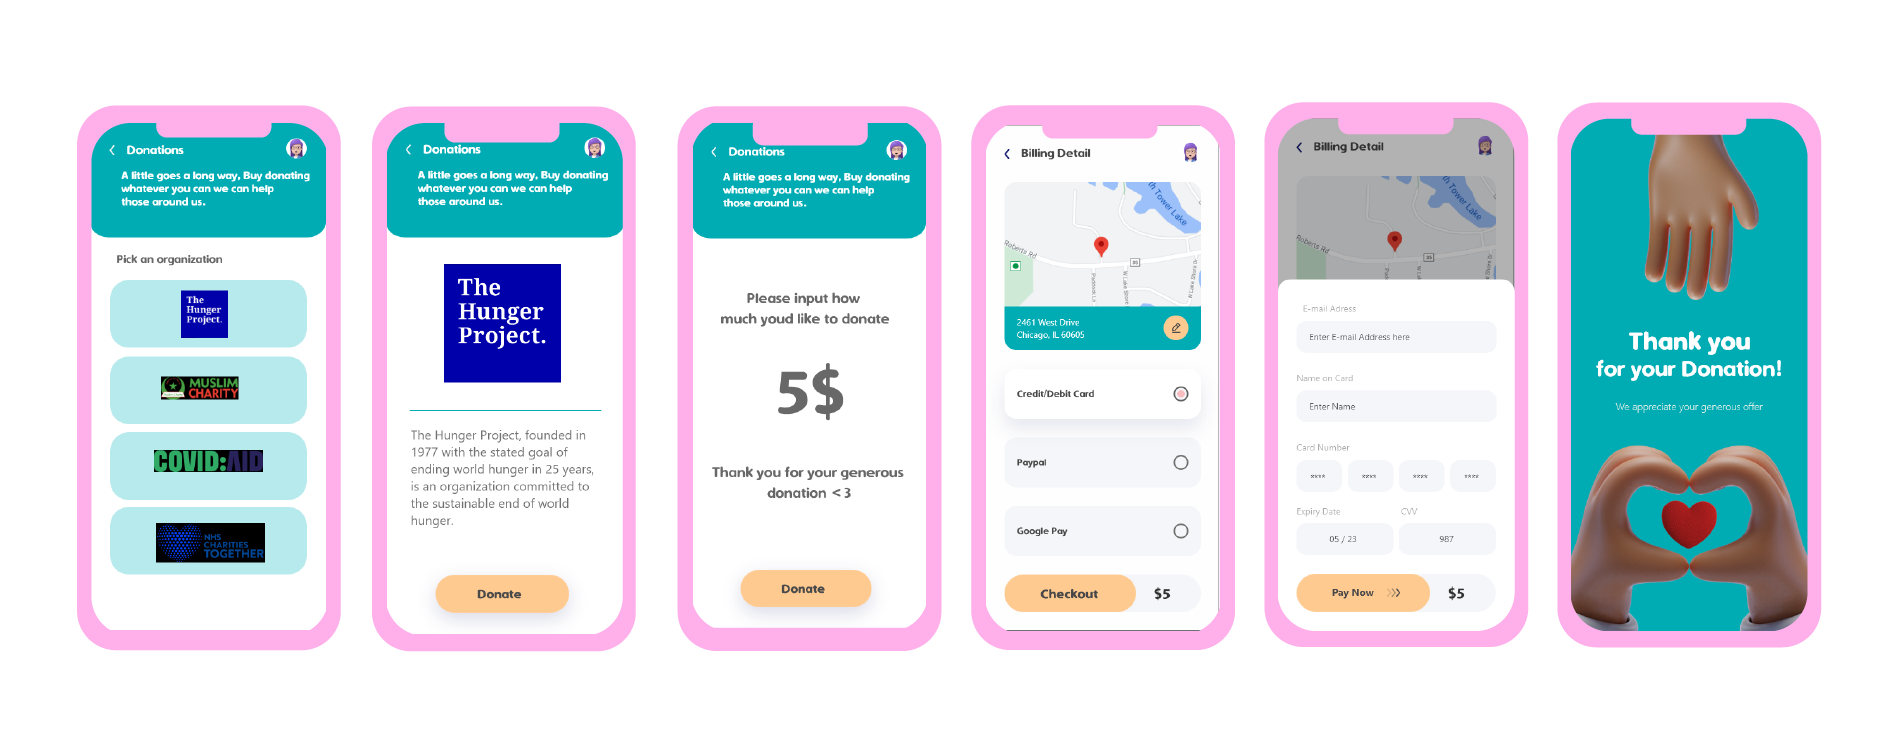 Donations
A little goes a long way, Buy donating
whatever you can we can help
those around us.
Pick an organization
The
Hunger
Project.
MUSLIM
CHARITY
COVID:AID
NHS
CHARITIES
TOGETHER
Donations
A little goes a long way, Buy donating
whatever you can we can help
those around us.
The
Hunger
Project.
The Hunger Project, founded in
1977 with the stated goal of
ending world hunger in 25 years,
is an organization committed to
the sustainable end of world
hunger.
Donate
Donations
A little goes a long way, Buy donating
whatever you can we can help
those around us.
Please input how
much youd like to donate
5$
Thank you for your generous
donation <3
Donate
Billing Detail
th Tower Lake
Roberts Rd
2461 West Drive
Chicago, IL 60605
Credit/Debit Card
Paypal
Google Pay
Checkout
$5
Billing Detail
th Tower Lake
Roberts Rd
E-mail Adress
Enter E-mail Address here
Name on Card
Enter Name
Card Number
**** **** **** ****
Expiry Date CVV
05 / 23 987
Pay Now
$5
Thank you
for your Donation!
We appreciate your generous offer